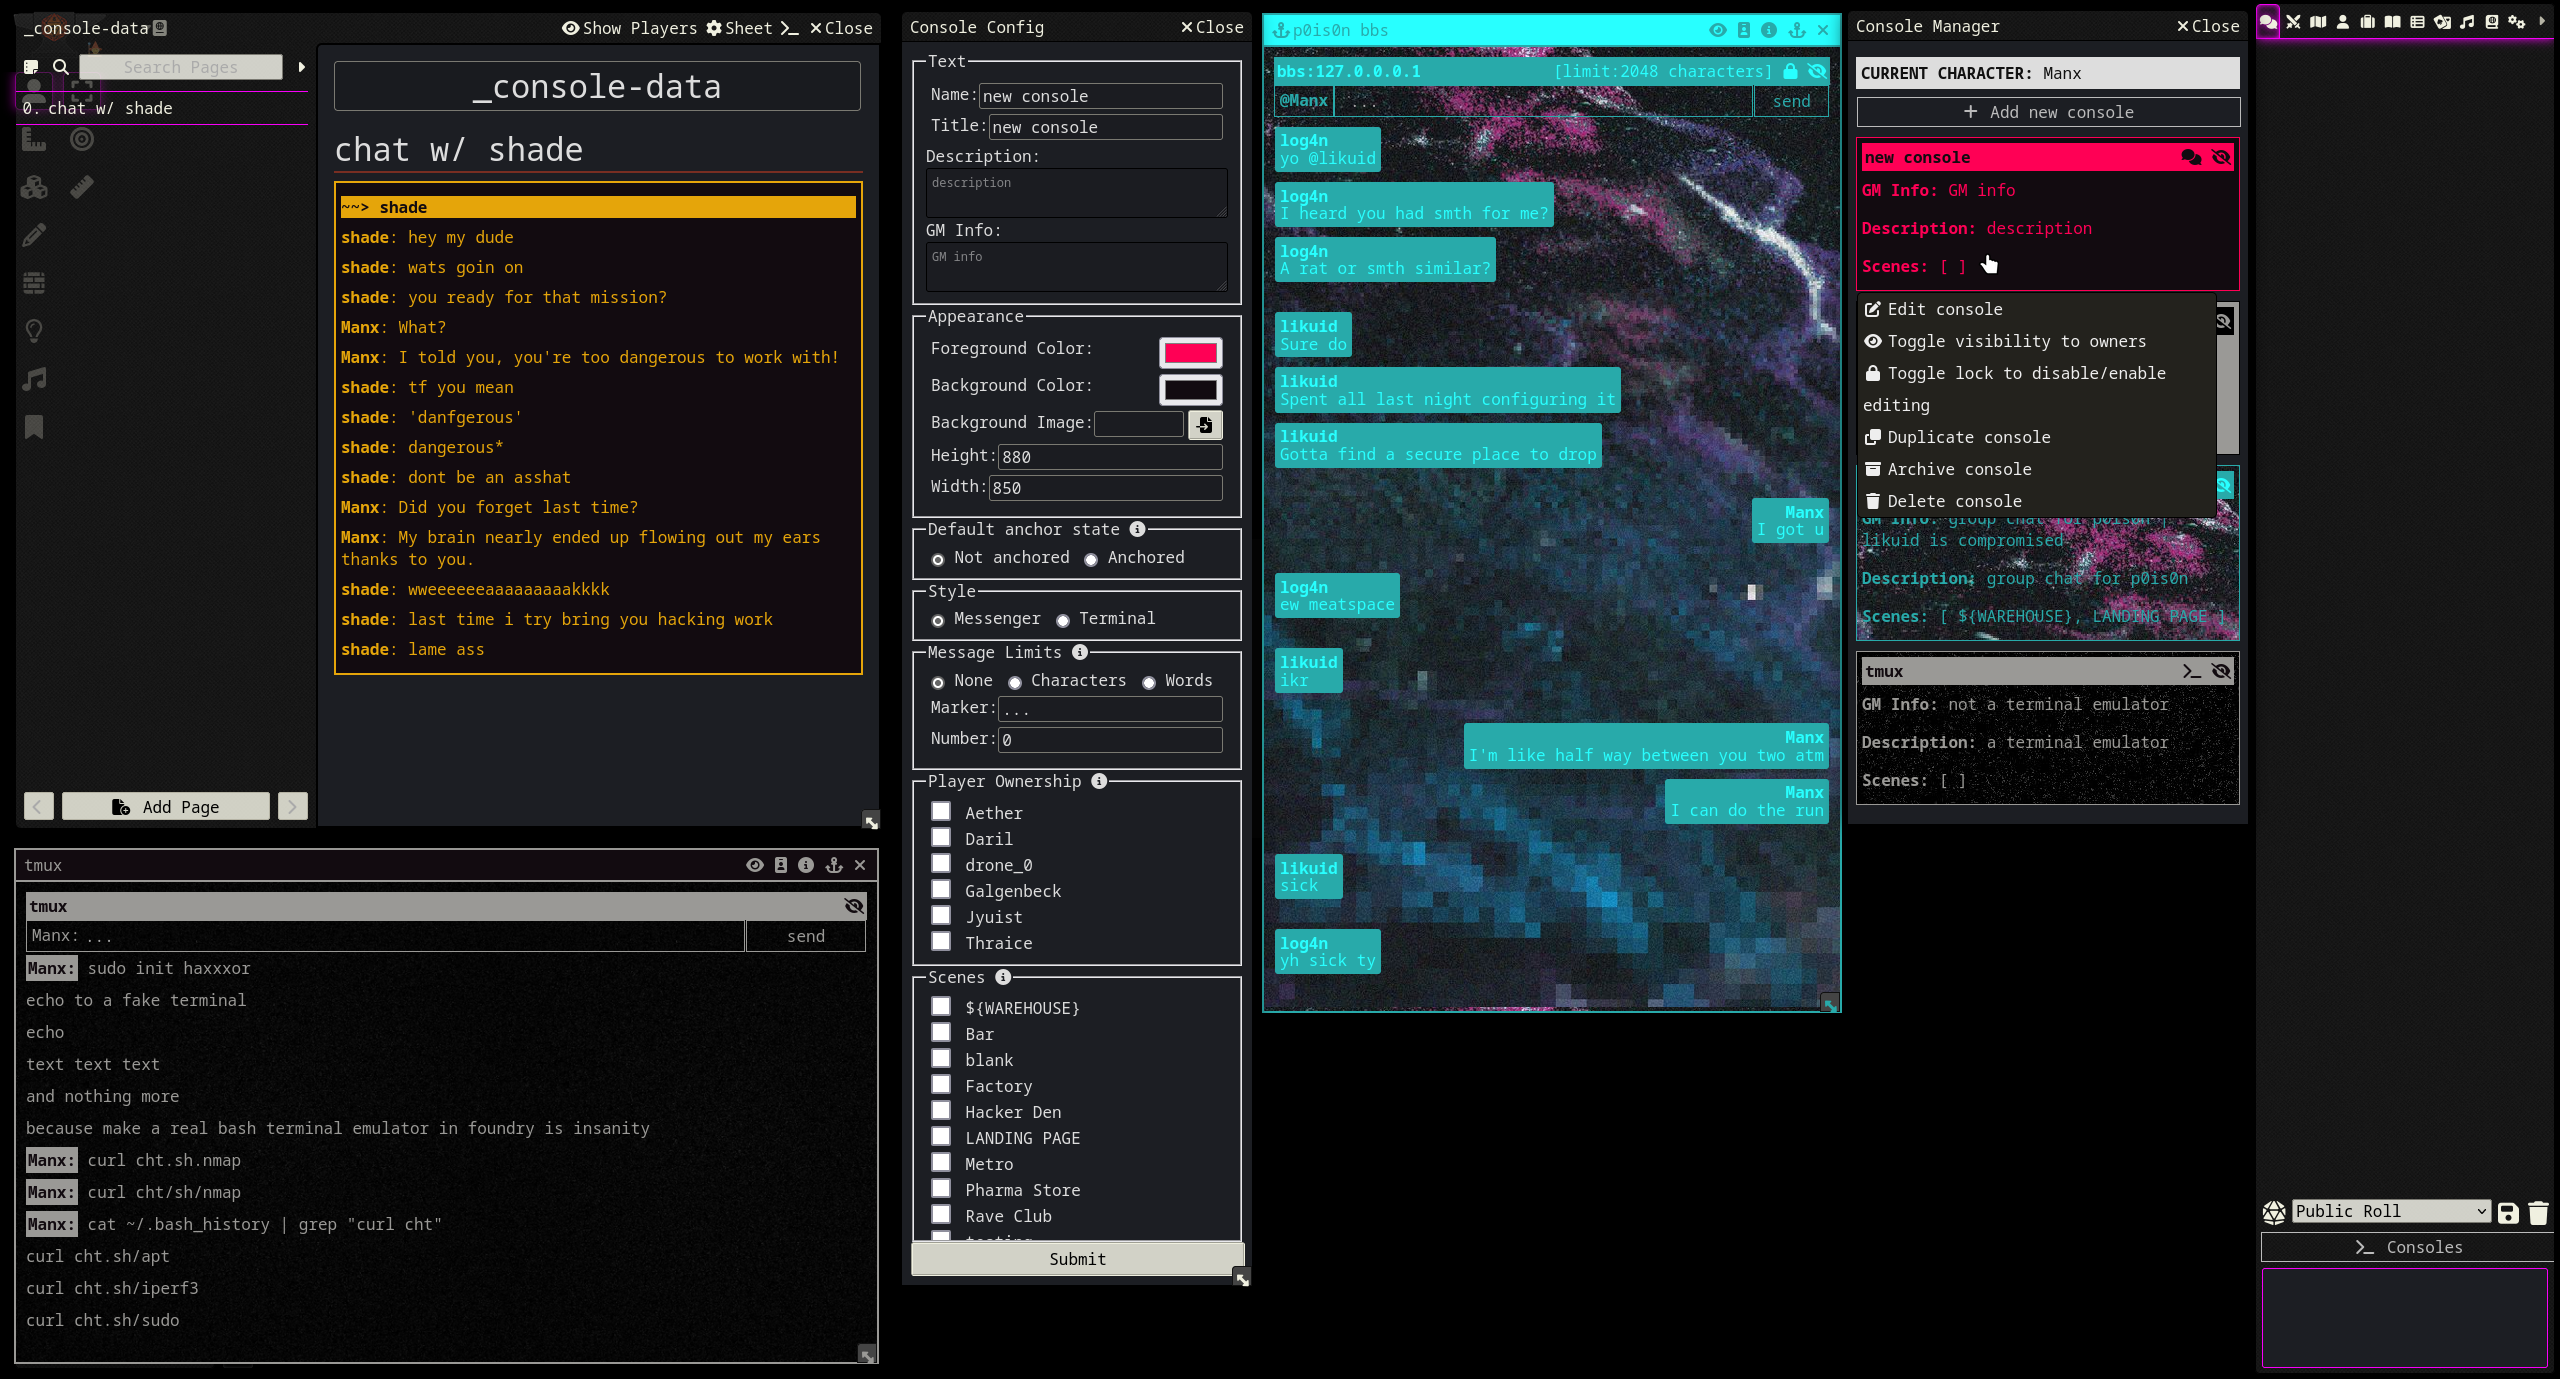 _console-data
Show Players
Sheet
Close
Search Pages
0. chat w/ shade
Add Page
_console-data
chat w/ shade
~~> shade
shade: hey my dude
shade: wats goin on
shade: you ready for that mission?
Manx: What?
Manx: I told you, you're too dangerous to work with!
shade: tf you mean
shade: 'danfgerous'
shade: dangerous*
shade: dont be an asshat
Manx: Did you forget last time?
Manx: My brain nearly ended up flowing out my ears
thanks to you.
shade: wweeeeeeaaaaaaaaakkkk
shade: last time i try bring you hacking work
shade: lame ass
tmux
tmux
Manx: ...
send
Manx: sudo init haxxxor
echo to a fake terminal
echo
text text text
and nothing more
because make a real bash terminal emulator in foundry is insanity
Manx: curl cht.sh.nmap
Manx: curl cht/sh/nmap
Manx: cat ~/.bash_history | grep "curl cht"
curl cht.sh/apt
curl cht.sh/iperf3
curl cht.sh/sudo
Console Config
Close
Text
Name: new console
Title: new console
Description:
description
GM Info:
GM info
Appearance
Foreground Color:
Background Color:
Background Image:
Height: 880
Width: 850
Default anchor state
Not anchored
Anchored
Style
Messenger
Terminal
Message Limits
None
Characters
Words
Marker: ...
Number: 0
Player Ownership
Aether
Daril
drone_0
Galgenbeck
Jyuist
Thraice
Scenes
${WAREHOUSE}
Bar
blank
Factory
Hacker Den
LANDING PAGE
Metro
Pharma Store
Rave Club
Submit
p0is0n bbs
bbs:127.0.0.0.1
[limit:2048 characters]
@Manx
...
send
log4n
yo @likuid
log4n
I heard you had smth for me?
log4n
A rat or smth similar?
likuid
Sure do
likuid
Spent all last night configuring it
likuid
Gotta find a secure place to drop
Manx
I got u
log4n
ew meatspace
likuid
ikr
Manx
I'm like half way between you two atm
Manx
I can do the run
likuid
sick
log4n
yh sick ty
Console Manager
Close
CURRENT CHARACTER: Manx
Add new console
new console
GM Info: GM info
Description: description
Scenes: [ ]
Edit console
Toggle visibility to owners
Toggle lock to disable/enable
editing
Duplicate console
Archive console
Delete console
GM Info: group chat for p0is0n |
likuid is compromised
Description: group chat for p0is0n
Scenes: [ ${WAREHOUSE}, LANDING PAGE ]
tmux
GM Info: not a terminal emulator
Description: a terminal emulator
Scenes: [ ]
Public Roll
Consoles